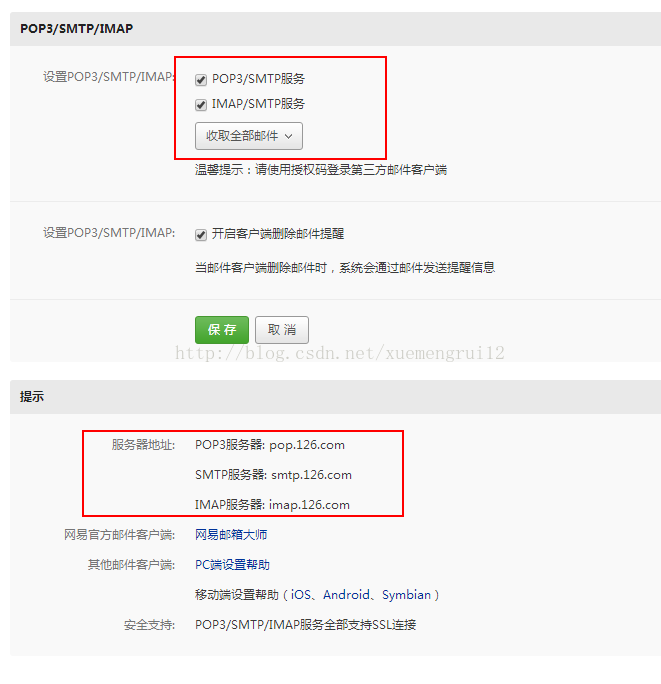 POP3/SMTP/IMAP
设置POP3/SMTP/IMAP: POP3/SMTP服务
IMAP/SMTP服务
收取全部邮件
温馨提示：请使用授权码登录第三方邮件客户端
设置POP3/SMTP/IMAP: 开启客户端删除邮件提醒
当邮件客户端删除邮件时，系统会通过邮件发送提醒信息
保 存 取 消
http://blog.csdn.net/xuemengrui12
提示
服务器地址: POP3服务器: pop.126.com
SMTP服务器: smtp.126.com
IMAP服务器: imap.126.com
网易官方邮件客户端: 网易邮箱大师
其他邮件客户端: PC端设置帮助
移动端设置帮助（iOS、Android、Symbian）
安全支持: POP3/SMTP/IMAP服务全部支持SSL连接